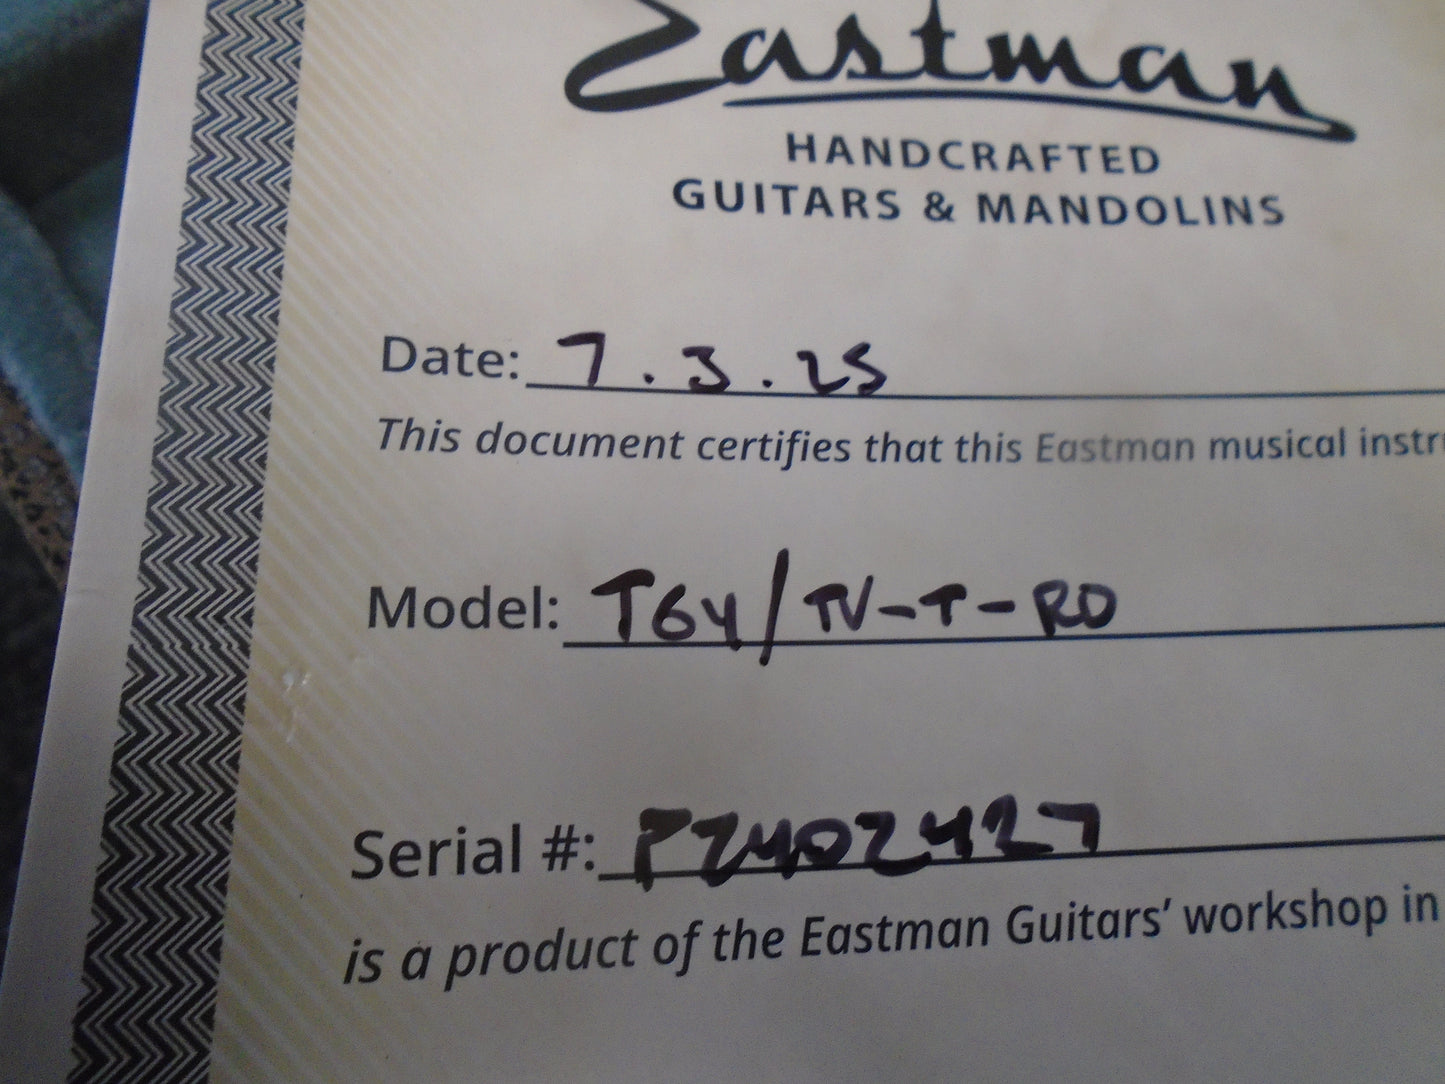 Eastman
HANDCRAFTED
GUITARS & MANDOLINS
Date: 7.3.25
This document certifies that this Eastman musical instr
Model: T64/TV-T-RD
Serial #: P2402427
is a product of the Eastman Guitars’ workshop in